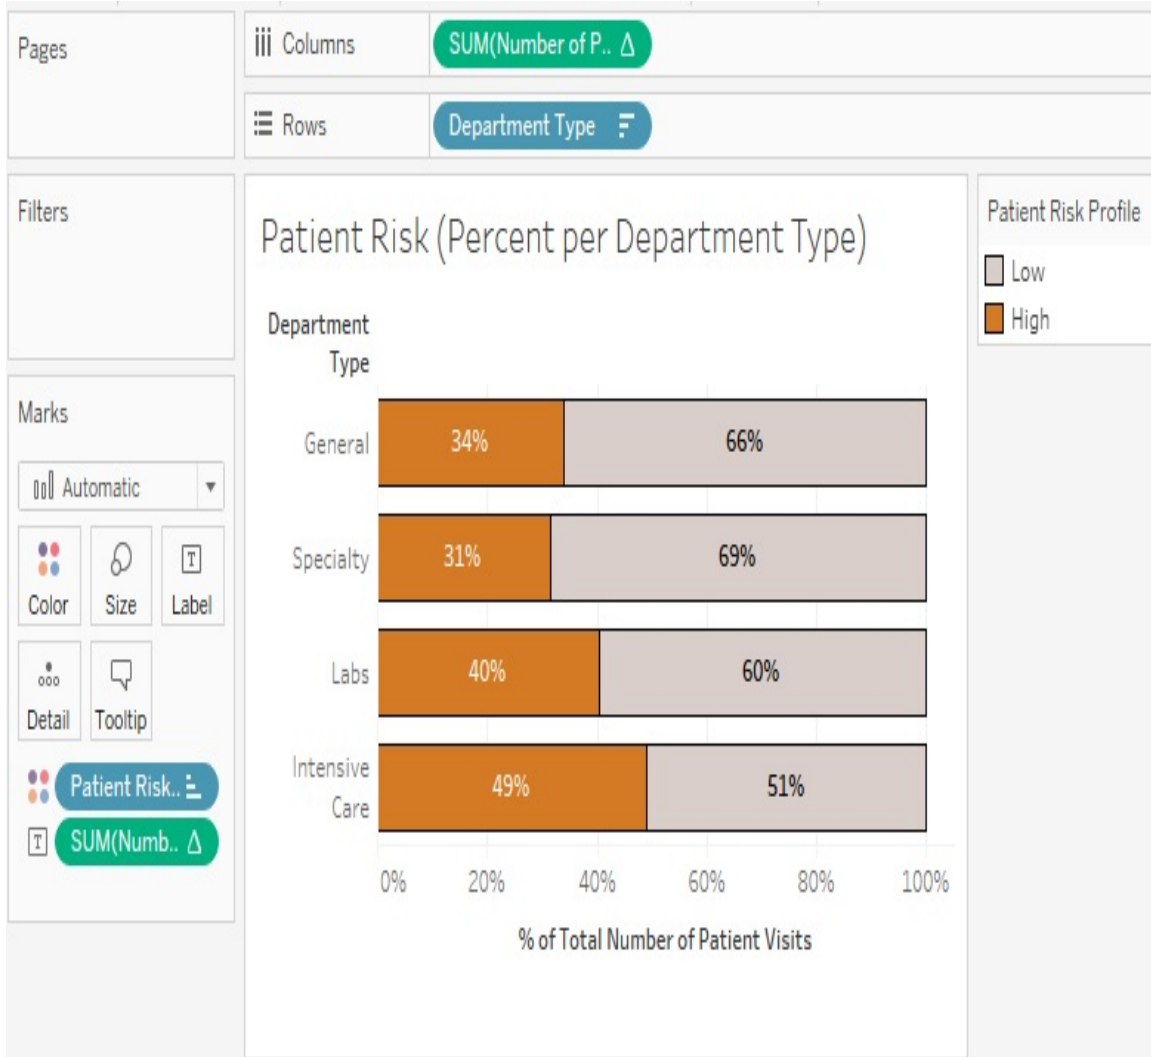 Pages
Columns
SUM(Number of P.. Δ
Rows
Department Type
Filters
Marks
Automatic
Color
Size
T
Label
Detail
Tooltip
Patient Risk..
T
SUM(Numb.. Δ
Patient Risk (Percent per Department Type)
Department
Type
General
34%
66%
Specialty
31%
69%
Labs
40%
60%
Intensive
Care
49%
51%
0%
20%
40%
60%
80%
100%
% of Total Number of Patient Visits
Patient Risk Profile
Low
High